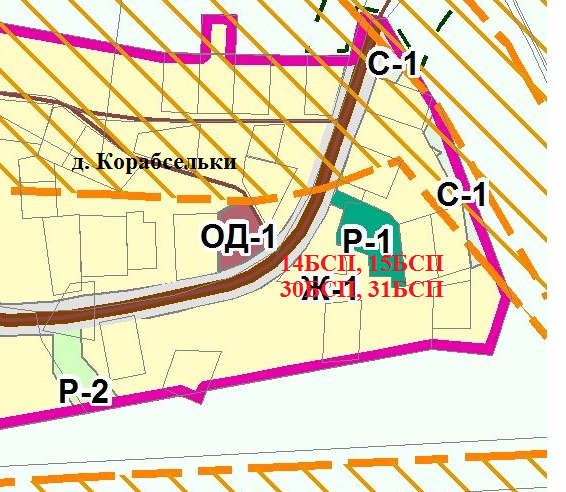 С-1
д. Корабсельки
С-1
ОД-1
Р-1
14БСП, 15БСП
30БСП, 31БСП
Ж-1
Р-2